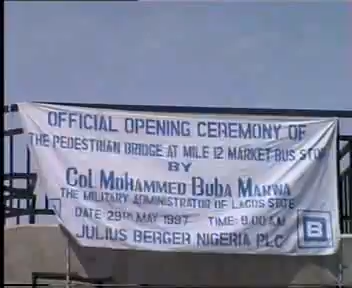 OFFICIAL OPENING CEREMONY OF
THE PEDESTRIAN BRIDGE AT MILE 12 MARKET BUS STOP
BY
Col Mohammed Buba Marwa
THE MILITARY ADMINISTRATOR OF LAGOS STATE
DATE 29TH MAY 1997 TIME: 9.00 A.M
JULIUS BERGER NIGERIA PLC
B